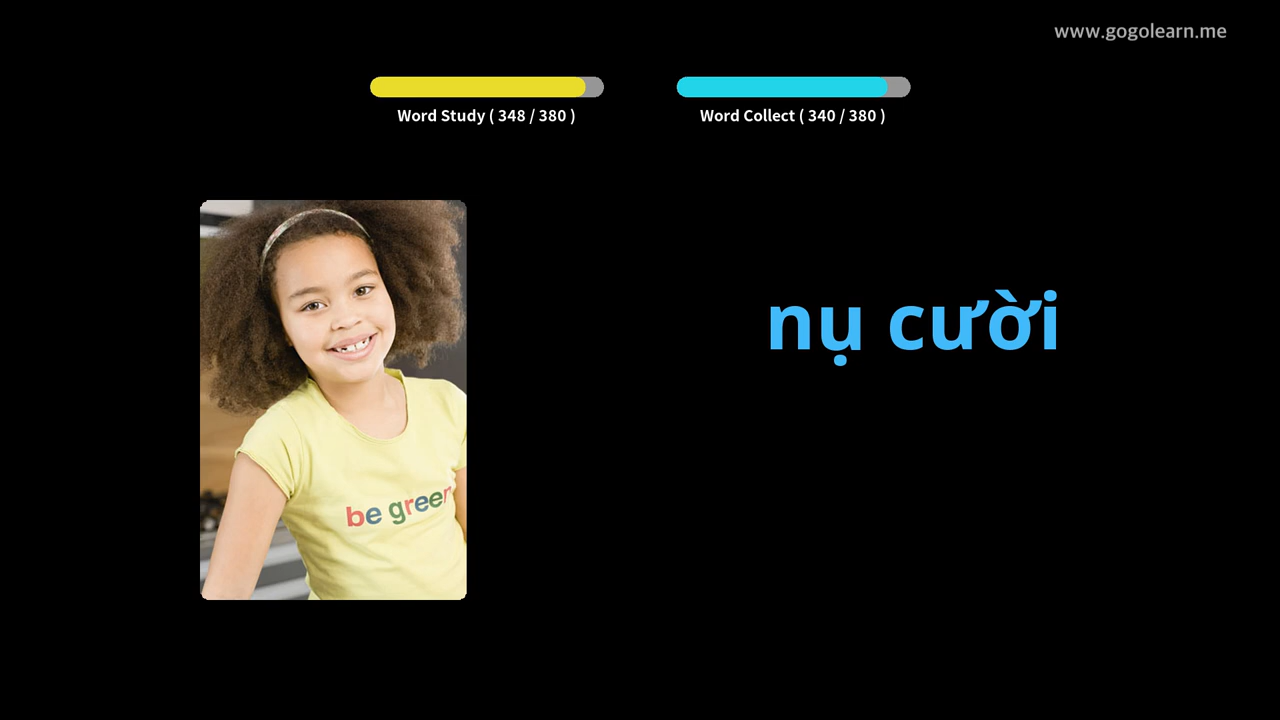 www.gogolearn.me
Word Study ( 348 / 380 )
Word Collect ( 340 / 380 )
nụ cười
be green